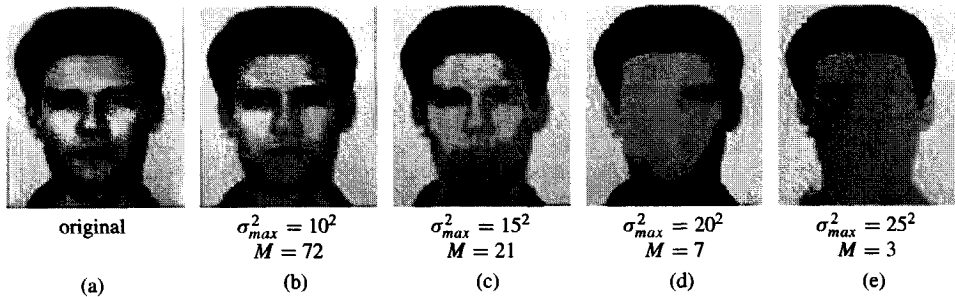 original
σ²ₘₐₓ = 10²
M = 72
σ²ₘₐₓ = 15²
M = 21
σ²ₘₐₓ = 20²
M = 7
σ²ₘₐₓ = 25²
M = 3
(a)
(b)
(c)
(d)
(e)